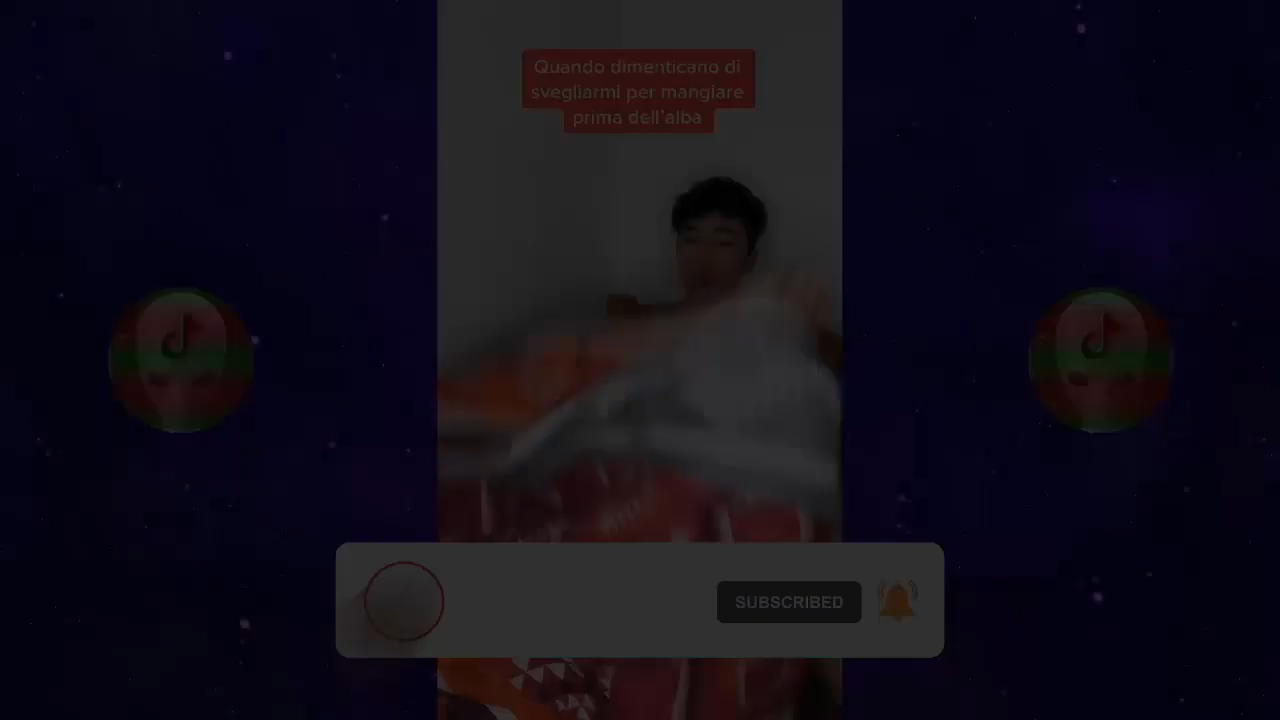 Quando dimenticano di
svegliarmi per mangiare
prima dell'alba
SUBSCRIBED